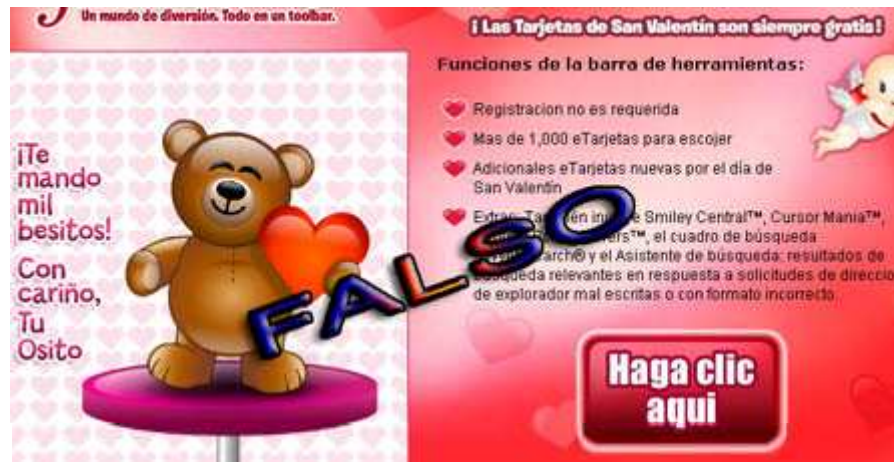 Un mundo de diversión. Todo en un toolbar.
¡Te
mando
mil
besitos!
Con
cariño,
Tu
Osito
¡Las Tarjetas de San Valentín son siempre gratis!
Funciones de la barra de herramientas:
Registracion no es requerida
Mas de 1,000 eTarjetas para escojer
Adicionales eTarjetas nuevas por el día de
San Valentín
Smiley Central™, Cursor Mania™,
el cuadro de búsqueda
y el Asistente de búsqueda: resultados de
relevantes en respuesta a solicitudes de
de explorador mal escritas o con formato incorrecto
FALSO
Haga clic
aqui